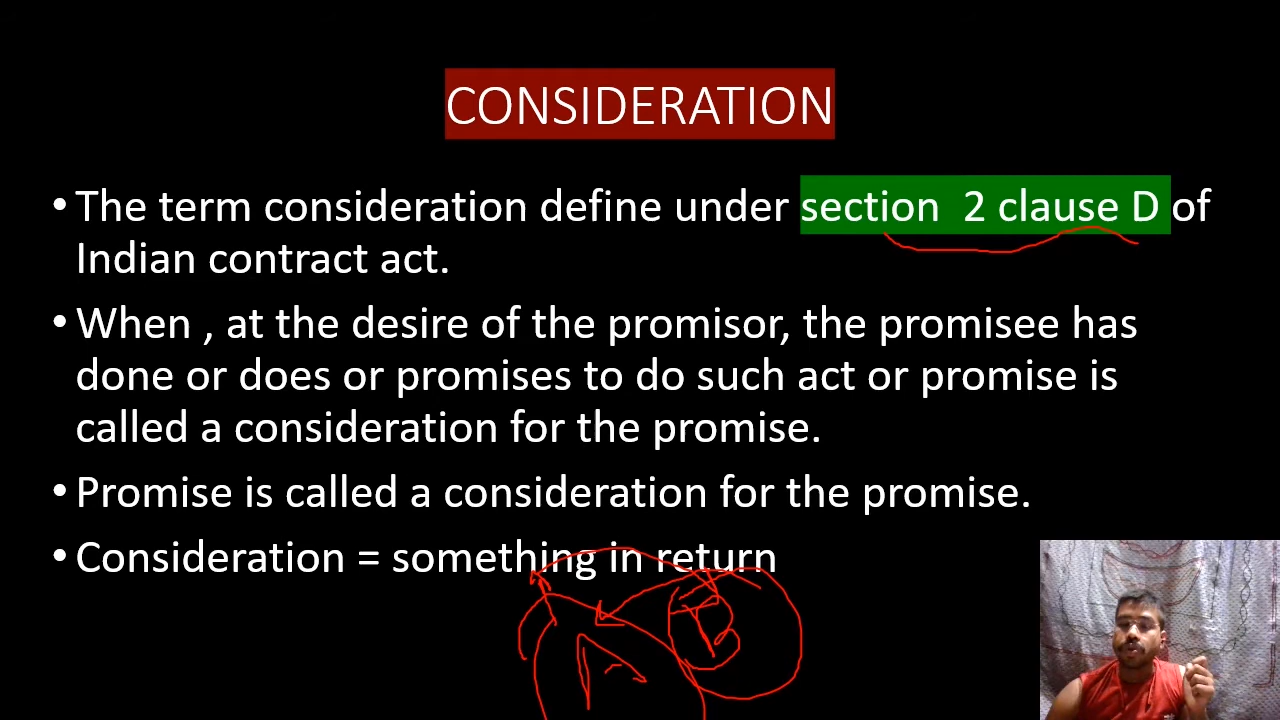 CONSIDERATION
• The term consideration define under section 2 clause D of
Indian contract act.
• When , at the desire of the promisor, the promisee has
done or does or promises to do such act or promise is
called a consideration for the promise.
• Promise is called a consideration for the promise.
• Consideration = something in return
A B